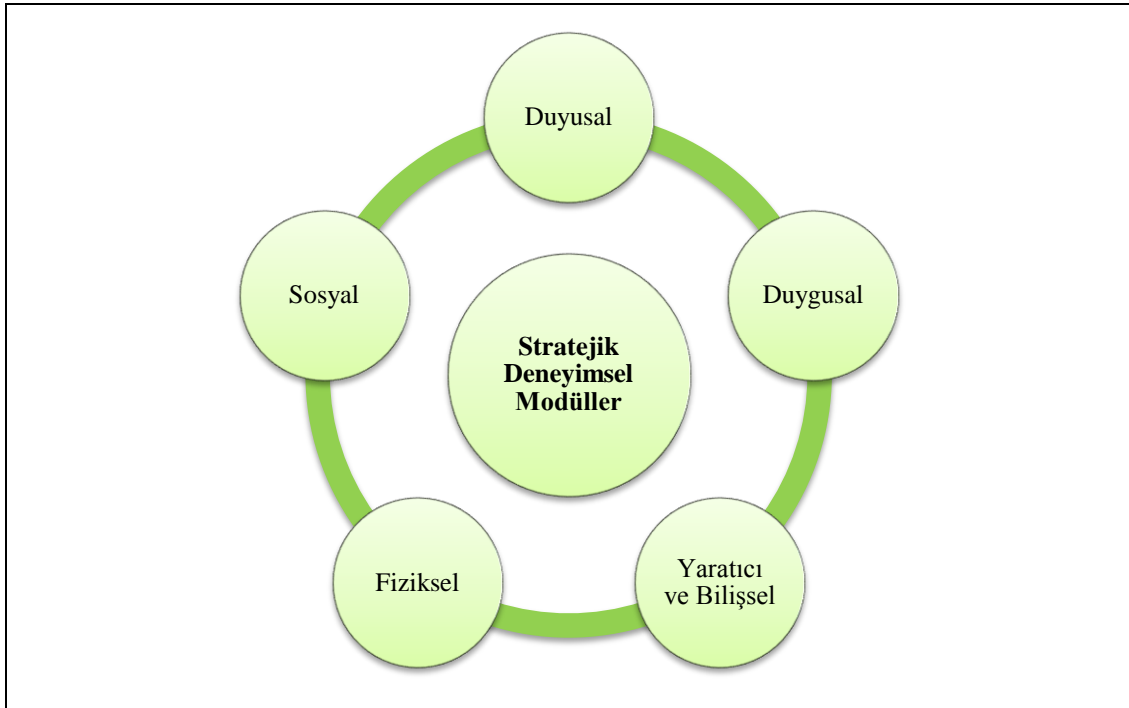 Duyusal
Duygusal
Yaratıcı
ve Bilişsel
Fiziksel
Sosyal
Stratejik
Deneyimsel
Modüller